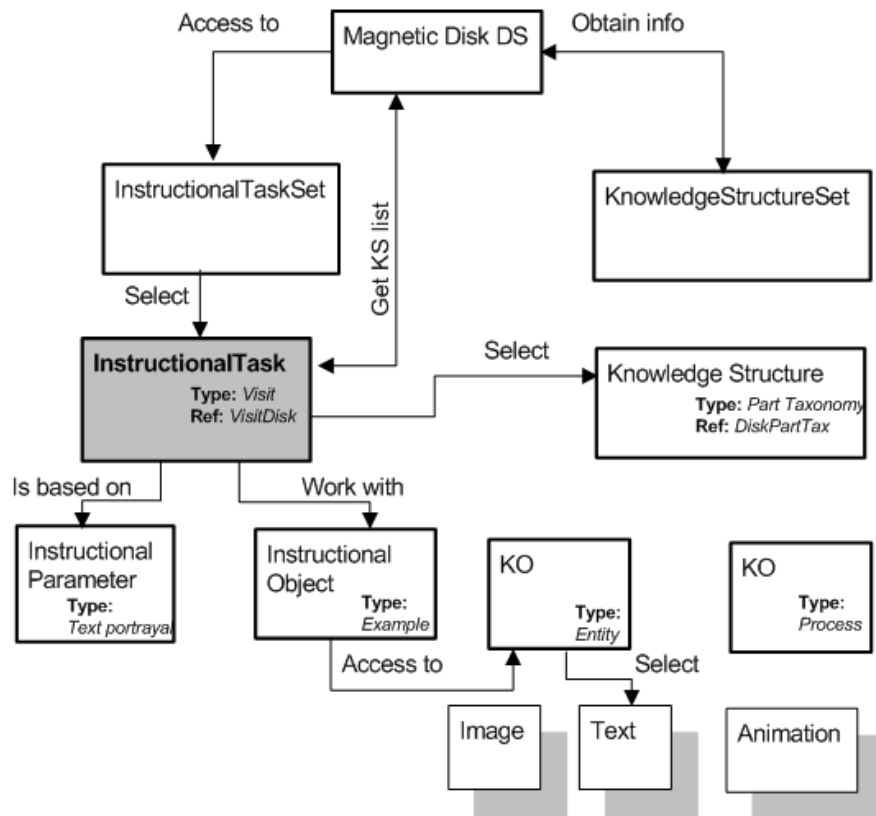 Access to
Magnetic Disk DS
Obtain info
InstructionalTaskSet
KnowledgeStructureSet
Get KS list
Select
InstructionalTask
Type: Visit
Ref: VisitDisk
Select
Knowledge Structure
Type: Part Taxonomy
Ref: DiskPartTax
Is based on
Work with
Instructional
Parameter
Type:
Text portrayal
Instructional
Object
Type:
Example
KO
Type:
Entity
KO
Type:
Process
Access to
Select
Image
Text
Animation